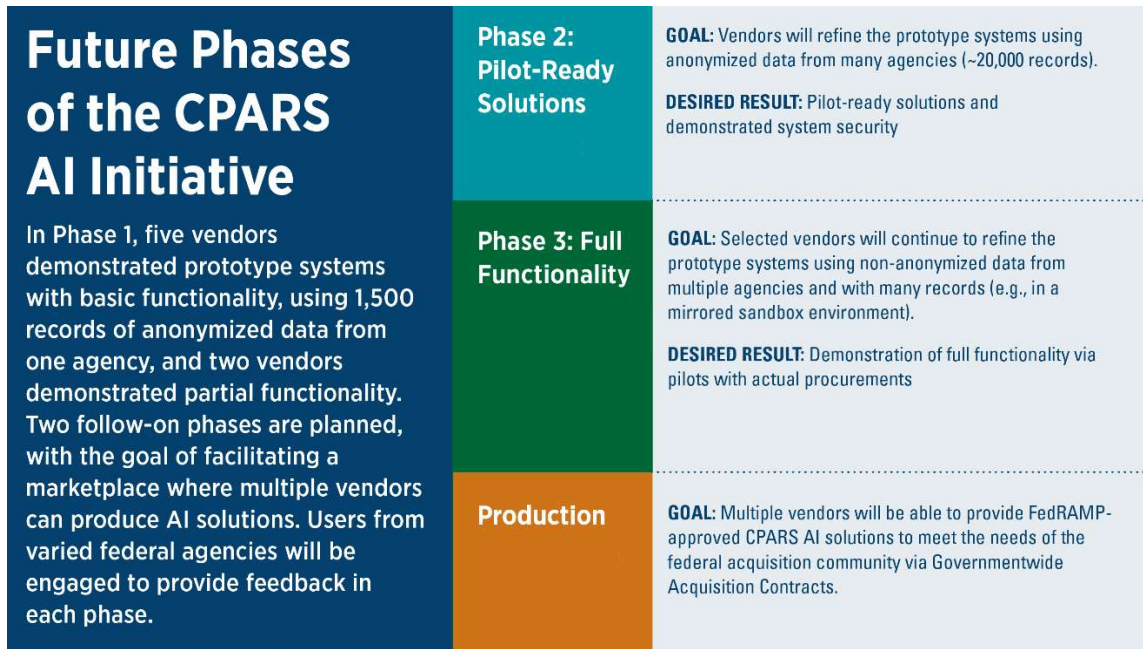 Future Phases
of the CPARS
AI Initiative
In Phase 1, five vendors
demonstrated prototype systems
with basic functionality, using 1,500
records of anonymized data from
one agency, and two vendors
demonstrated partial functionality.
Two follow-on phases are planned,
with the goal of facilitating a
marketplace where multiple vendors
can produce AI solutions. Users from
varied federal agencies will be
engaged to provide feedback in
each phase.
Phase 2:
Pilot-Ready
Solutions
GOAL: Vendors will refine the prototype systems using
anonymized data from many agencies (~20,000 records).
DESIRED RESULT: Pilot-ready solutions and
demonstrated system security
Phase 3: Full
Functionality
GOAL: Selected vendors will continue to refine the
prototype systems using non-anonymized data from
multiple agencies and with many records (e.g., in a
mirrored sandbox environment).
DESIRED RESULT: Demonstration of full functionality via
pilots with actual procurements
Production
GOAL: Multiple vendors will be able to provide FedRAMP-
approved CPARS AI solutions to meet the needs of the
federal acquisition community via Governmentwide
Acquisition Contracts.